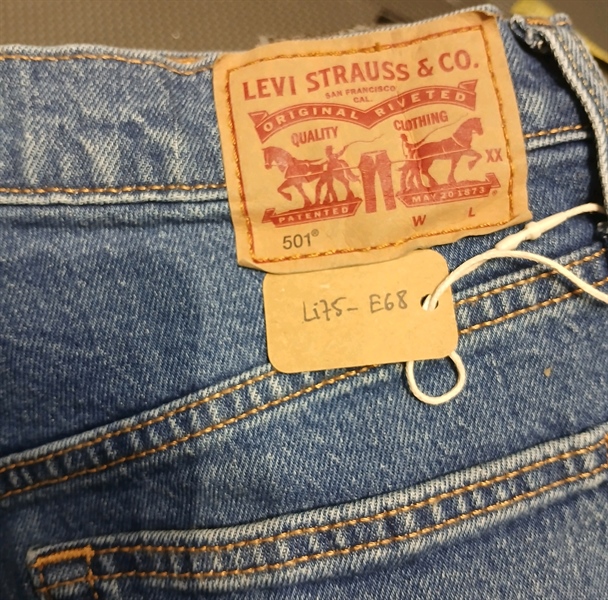 LEVI STRAUSS & CO.
SAN FRANCISCO
CAL.
ORIGINAL RIVETED
QUALITY CLOTHING
XX
PATENTED MAY 20 1873
W L
501®
Li75- E68